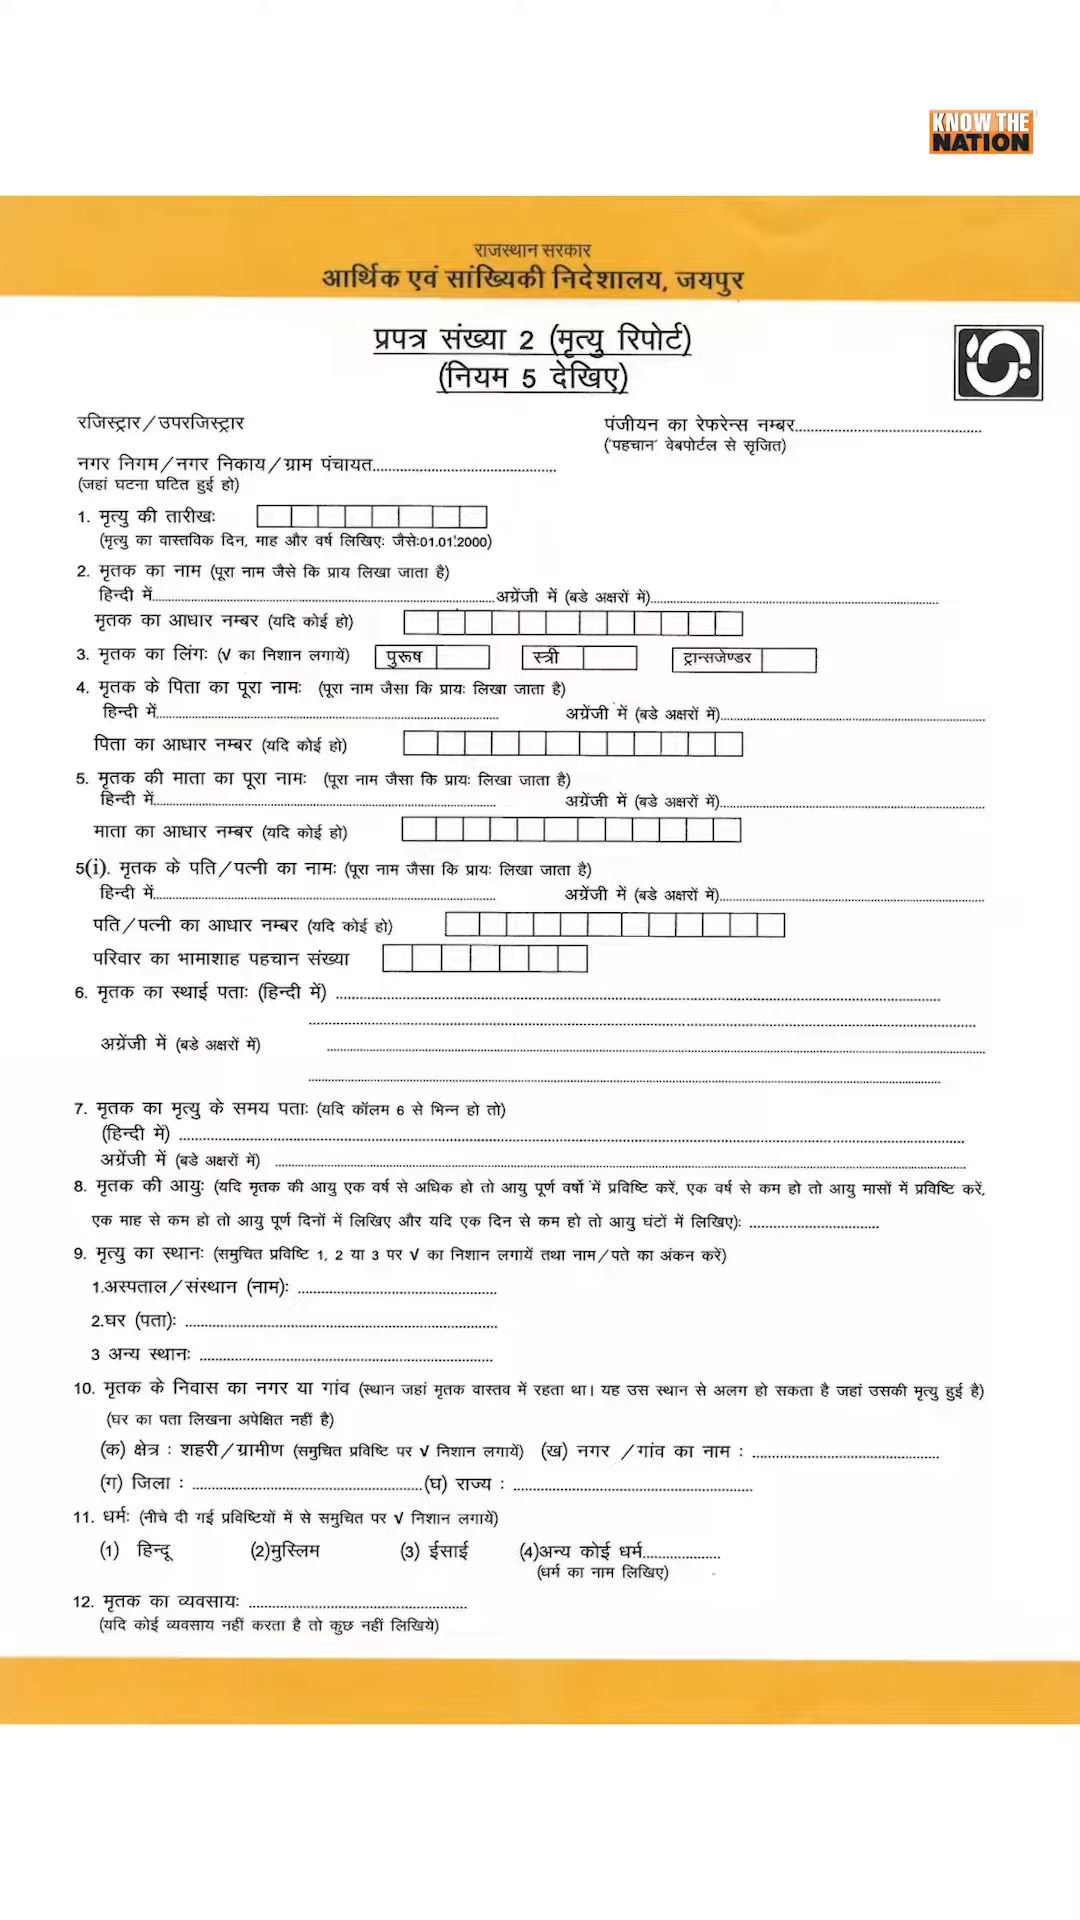 KNOW THE
NATION
राजस्थान सरकार
आर्थिक एवं सांख्यिकी निदेशालय, जयपुर
प्रपत्र संख्या 2 (मृत्यु रिपोर्ट)
(नियम 5 देखिए)
रजिस्ट्रार/उपरजिस्ट्रार पंजीयन का रेफरेन्स नम्बर
('पहचान' वेबपोर्टल से सृजित)
नगर निगम/नगर निकाय/ग्राम पंचायत
(जहां घटना घटित हुई हो)
1. मृत्यु की तारीखः
(मृत्यु का वास्तविक दिन, माह और वर्ष लिखिएः जैसेः01.01.2000)
2. मृतक का नाम (पूरा नाम जैसे कि प्राय लिखा जाता है)
हिन्दी में अग्रेंजी में (बडे अक्षरों में)
मृतक का आधार नम्बर (यदि कोई हो)
3. मृतक का लिंगः (√ का निशान लगायें) पुरूष स्त्री ट्रान्सजेण्डर
4. मृतक के पिता का पूरा नामः (पूरा नाम जैसा कि प्रायः लिखा जाता है)
हिन्दी में अग्रेंजी में (बडे अक्षरों में)
पिता का आधार नम्बर (यदि कोई हो)
5. मृतक की माता का पूरा नामः (पूरा नाम जैसा कि प्रायः लिखा जाता है)
हिन्दी में अग्रेंजी में (बडे अक्षरों में)
माता का आधार नम्बर (यदि कोई हो)
5(i). मृतक के पति/पत्नी का नामः (पूरा नाम जैसा कि प्रायः लिखा जाता है)
हिन्दी में अग्रेंजी में (बडे अक्षरों में)
पति/पत्नी का आधार नम्बर (यदि कोई हो)
परिवार का भामाशाह पहचान संख्या
6. मृतक का स्थाई पताः (हिन्दी में)
अग्रेंजी में (बडे अक्षरों में)
7. मृतक का मृत्यु के समय पताः (यदि कॉलम 6 से भिन्न हो तो)
(हिन्दी में)
अग्रेंजी में (बडे अक्षरों में)
8. मृतक की आयुः (यदि मृतक की आयु एक वर्ष से अधिक हो तो आयु पूर्ण वर्षो में प्रविष्टि करें, एक वर्ष से कम हो तो आयु मासों में प्रविष्टि करें,
एक माह से कम हो तो आयु पूर्ण दिनों में लिखिए और यदि एक दिन से कम हो तो आयु घंटों में लिखिए):
9. मृत्यु का स्थानः (समुचित प्रविष्टि 1, 2 या 3 पर √ का निशान लगायें तथा नाम/पते का अंकन करें)
1.अस्पताल/संस्थान (नाम):
2.घर (पता):
3 अन्य स्थानः
10. मृतक के निवास का नगर या गांव (स्थान जहां मृतक वास्तव में रहता था। यह उस स्थान से अलग हो सकता है जहां उसकी मृत्यु हुई है)
(घर का पता लिखना अपेक्षित नहीं है)
(क) क्षेत्र : शहरी/ग्रामीण (समुचित प्रविष्टि पर √ निशान लगायें) (ख) नगर /गांव का नाम :
(ग) जिला : (घ) राज्य :
11. धर्मः (नीचे दी गई प्रविष्टियों में से समुचित पर √ निशान लगायें)
(1) हिन्दू (2)मुस्लिम (3) ईसाई (4)अन्य कोई धर्म
(धर्म का नाम लिखिए)
12. मृतक का व्यवसायः
(यदि कोई व्यवसाय नहीं करता है तो कुछ नहीं लिखिये)